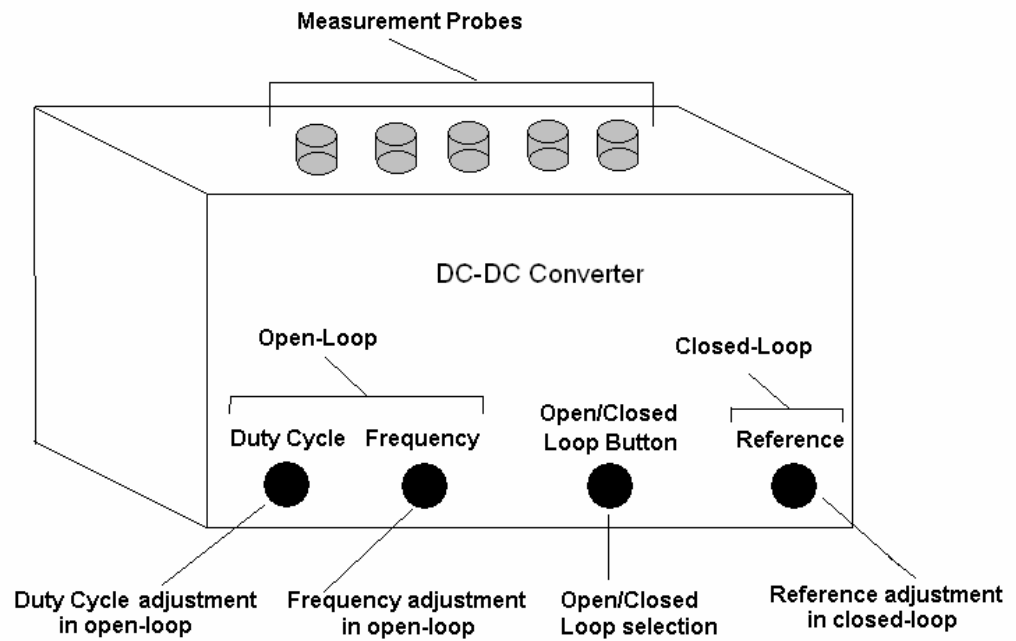 Measurement Probes
DC-DC Converter
Open-Loop
Closed-Loop
Open/Closed
Loop Button
Duty Cycle
Frequency
Reference
Duty Cycle adjustment
in open-loop
Frequency adjustment
in open-loop
Open/Closed
Loop selection
Reference adjustment
in closed-loop